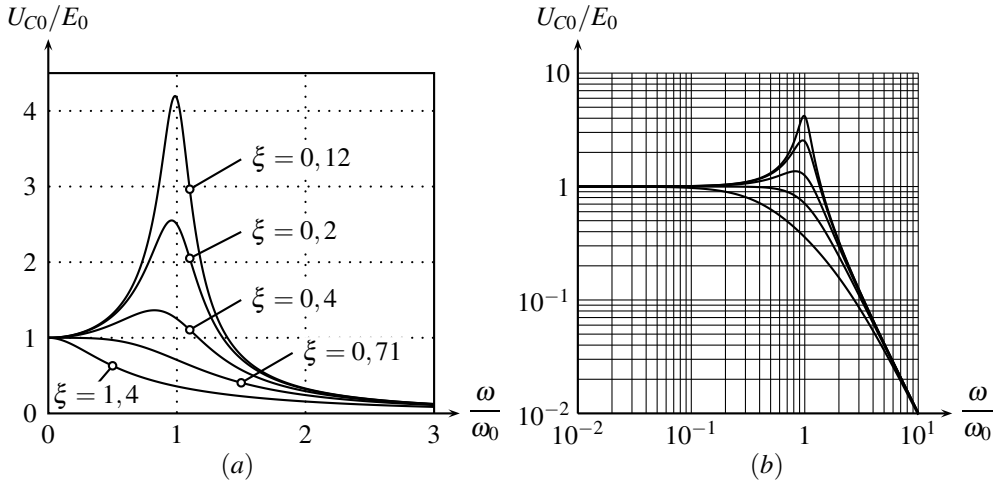 U_{C0}/E_0
4
3
2
1
0
ξ = 0,12
ξ = 0,2
ξ = 0,4
ξ = 0,71
ξ = 1,4
0 1 2 3
ω/ω_0
(a)
U_{C0}/E_0
10
1
10^{−1}
10^{−2}
10^{−2} 10^{−1} 1 10^1
ω/ω_0
(b)